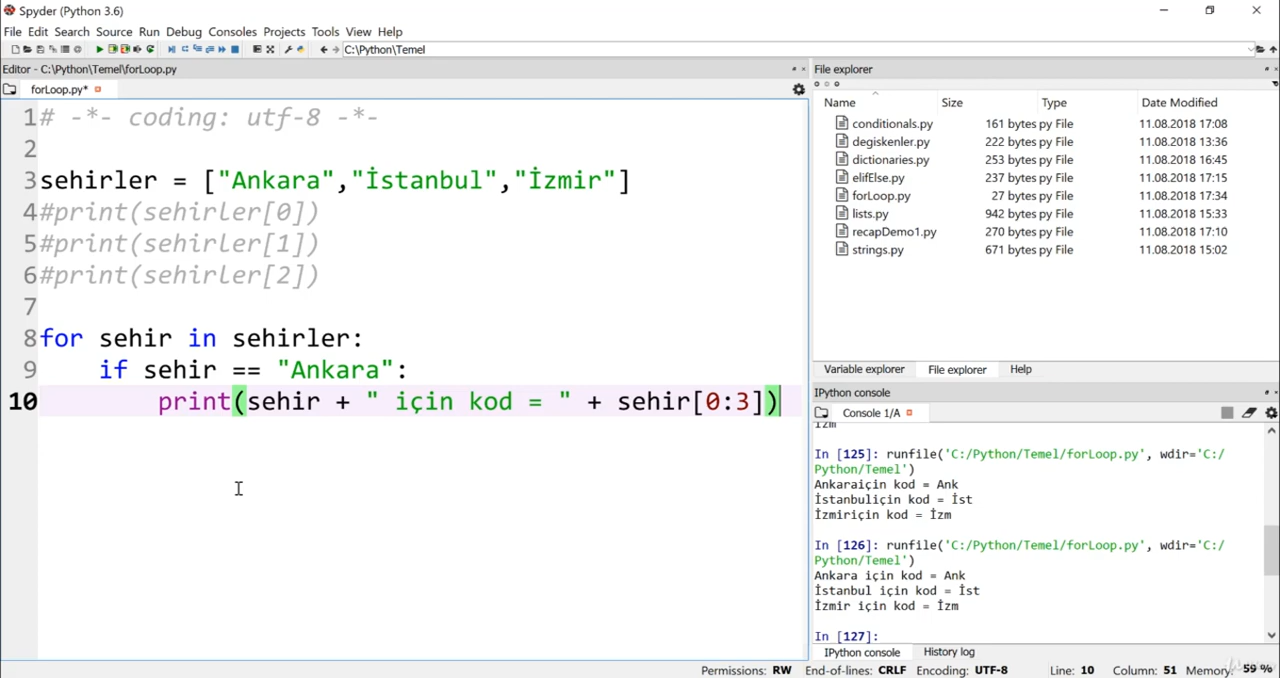 Spyder (Python 3.6)
File Edit Search Source Run Debug Consoles Projects Tools View Help
C:\Python\Temel
Editor - C:\Python\Temel\forLoop.py
forLoop.py*
1# -*- coding: utf-8 -*-
2
3sehirler = ["Ankara","İstanbul","İzmir"]
4#print(sehirler[0])
5#print(sehirler[1])
6#print(sehirler[2])
7
8for sehir in sehirler:
9    if sehir == "Ankara":
10        print(sehir + " için kod = " + sehir[0:3])
File explorer
Name Size Type Date Modified
conditionals.py 161 bytes py File 11.08.2018 17:08
degiskenler.py 222 bytes py File 11.08.2018 13:36
dictionaries.py 253 bytes py File 11.08.2018 16:45
elifElse.py 237 bytes py File 11.08.2018 17:15
forLoop.py 27 bytes py File 11.08.2018 17:34
lists.py 942 bytes py File 11.08.2018 15:33
recapDemo1.py 270 bytes py File 11.08.2018 17:10
strings.py 671 bytes py File 11.08.2018 15:02
Variable explorer File explorer Help
IPython console
Console 1/A
İzm
In [125]: runfile('C:/Python/Temel/forLoop.py', wdir='C:/
Python/Temel')
Ankaraiçin kod = Ank
İstanbuliçin kod = İst
İzmiriçin kod = İzm
In [126]: runfile('C:/Python/Temel/forLoop.py', wdir='C:/
Python/Temel')
Ankara için kod = Ank
İstanbul için kod = İst
İzmir için kod = İzm
In [127]:
IPython console History log
Permissions: RW End-of-lines: CRLF Encoding: UTF-8 Line: 10 Column: 51 Memory: 59 %